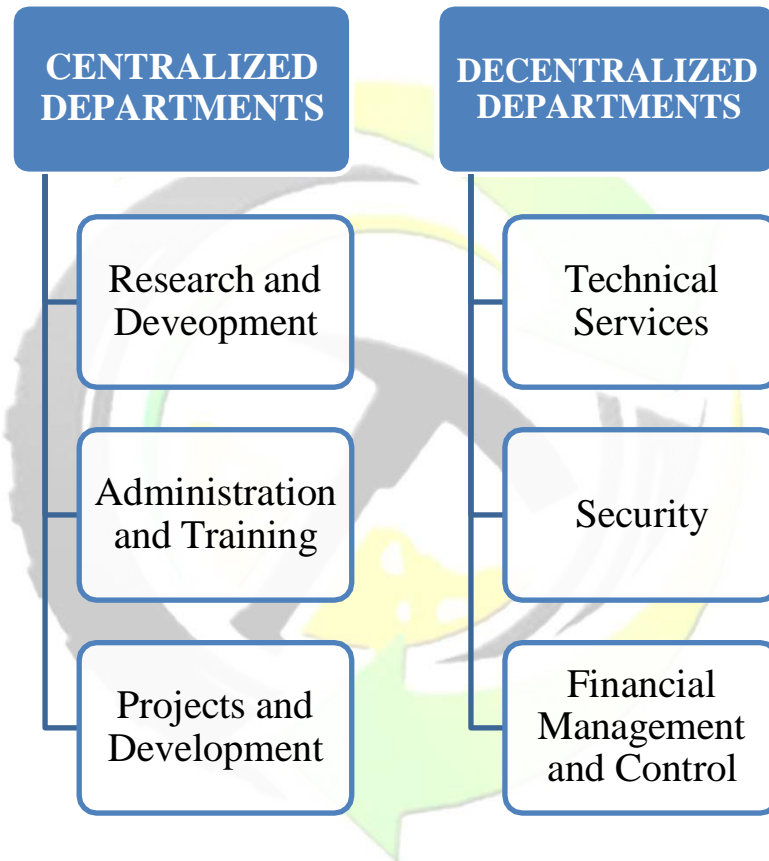 CENTRALIZED
DEPARTMENTS
Research and
Deveopment
Administration
and Training
Projects and
Development
DECENTRALIZED
DEPARTMENTS
Technical
Services
Security
Financial
Management
and Control